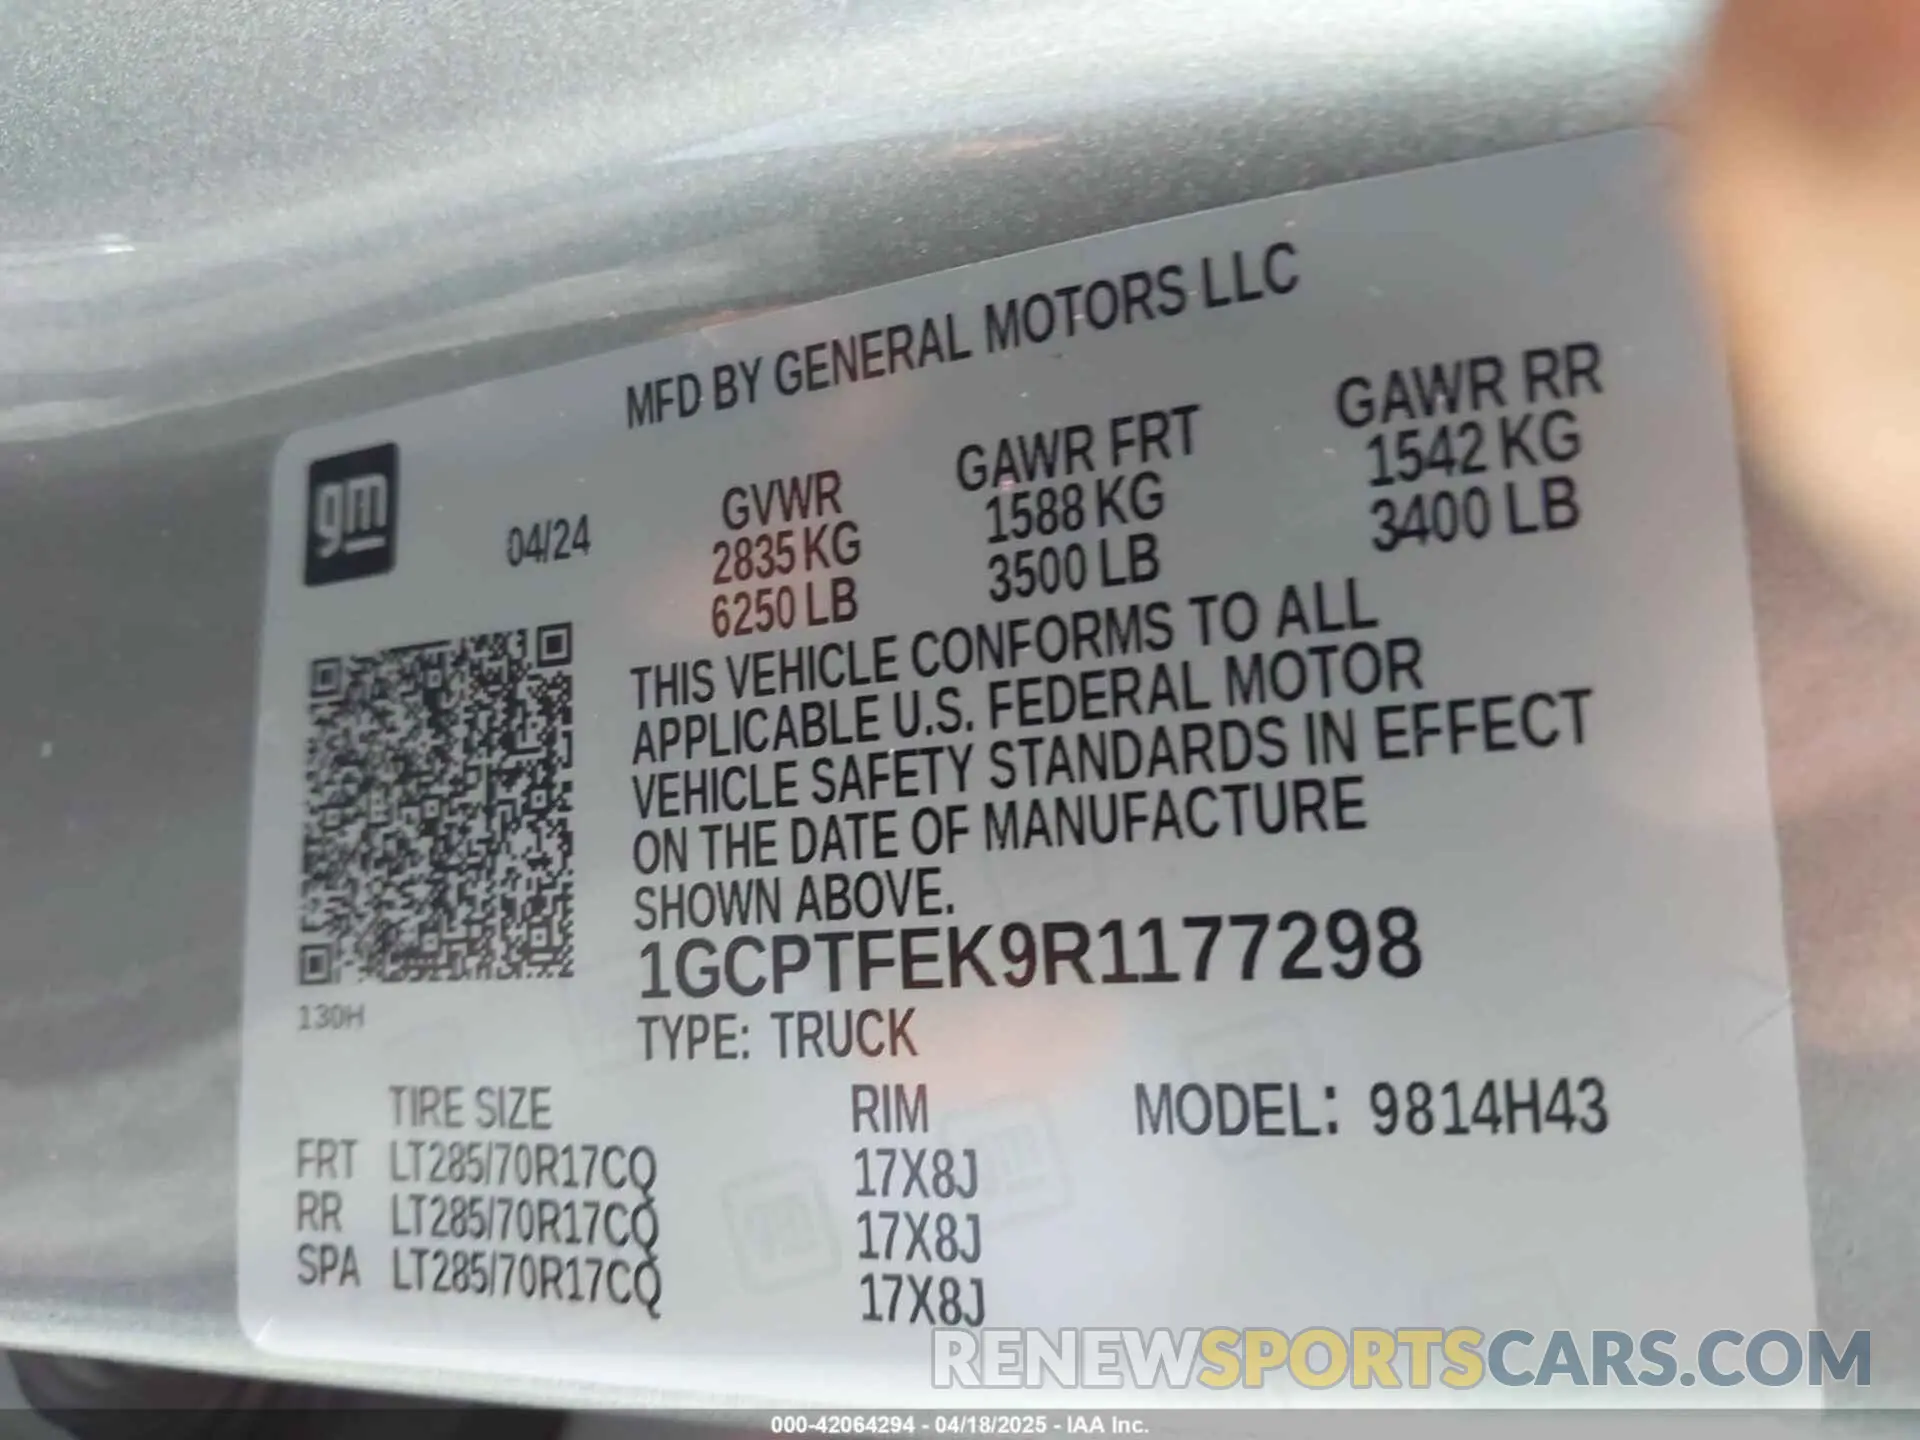 MFD BY GENERAL MOTORS LLC
gm
04/24
GVWR GAWR FRT GAWR RR
2835 KG 1588 KG 1542 KG
6250 LB 3500 LB 3400 LB
THIS VEHICLE CONFORMS TO ALL
APPLICABLE U.S. FEDERAL MOTOR
VEHICLE SAFETY STANDARDS IN EFFECT
ON THE DATE OF MANUFACTURE
SHOWN ABOVE.
1GCPTFEK9R1177298
130H
TYPE: TRUCK
TIRE SIZE RIM MODEL: 9814H43
FRT LT285/70R17CQ 17X8J
RR LT285/70R17CQ 17X8J
SPA LT285/70R17CQ 17X8J
RENEWSPORTSCARS.COM
000-42064294 - 04/18/2025 - IAA Inc.